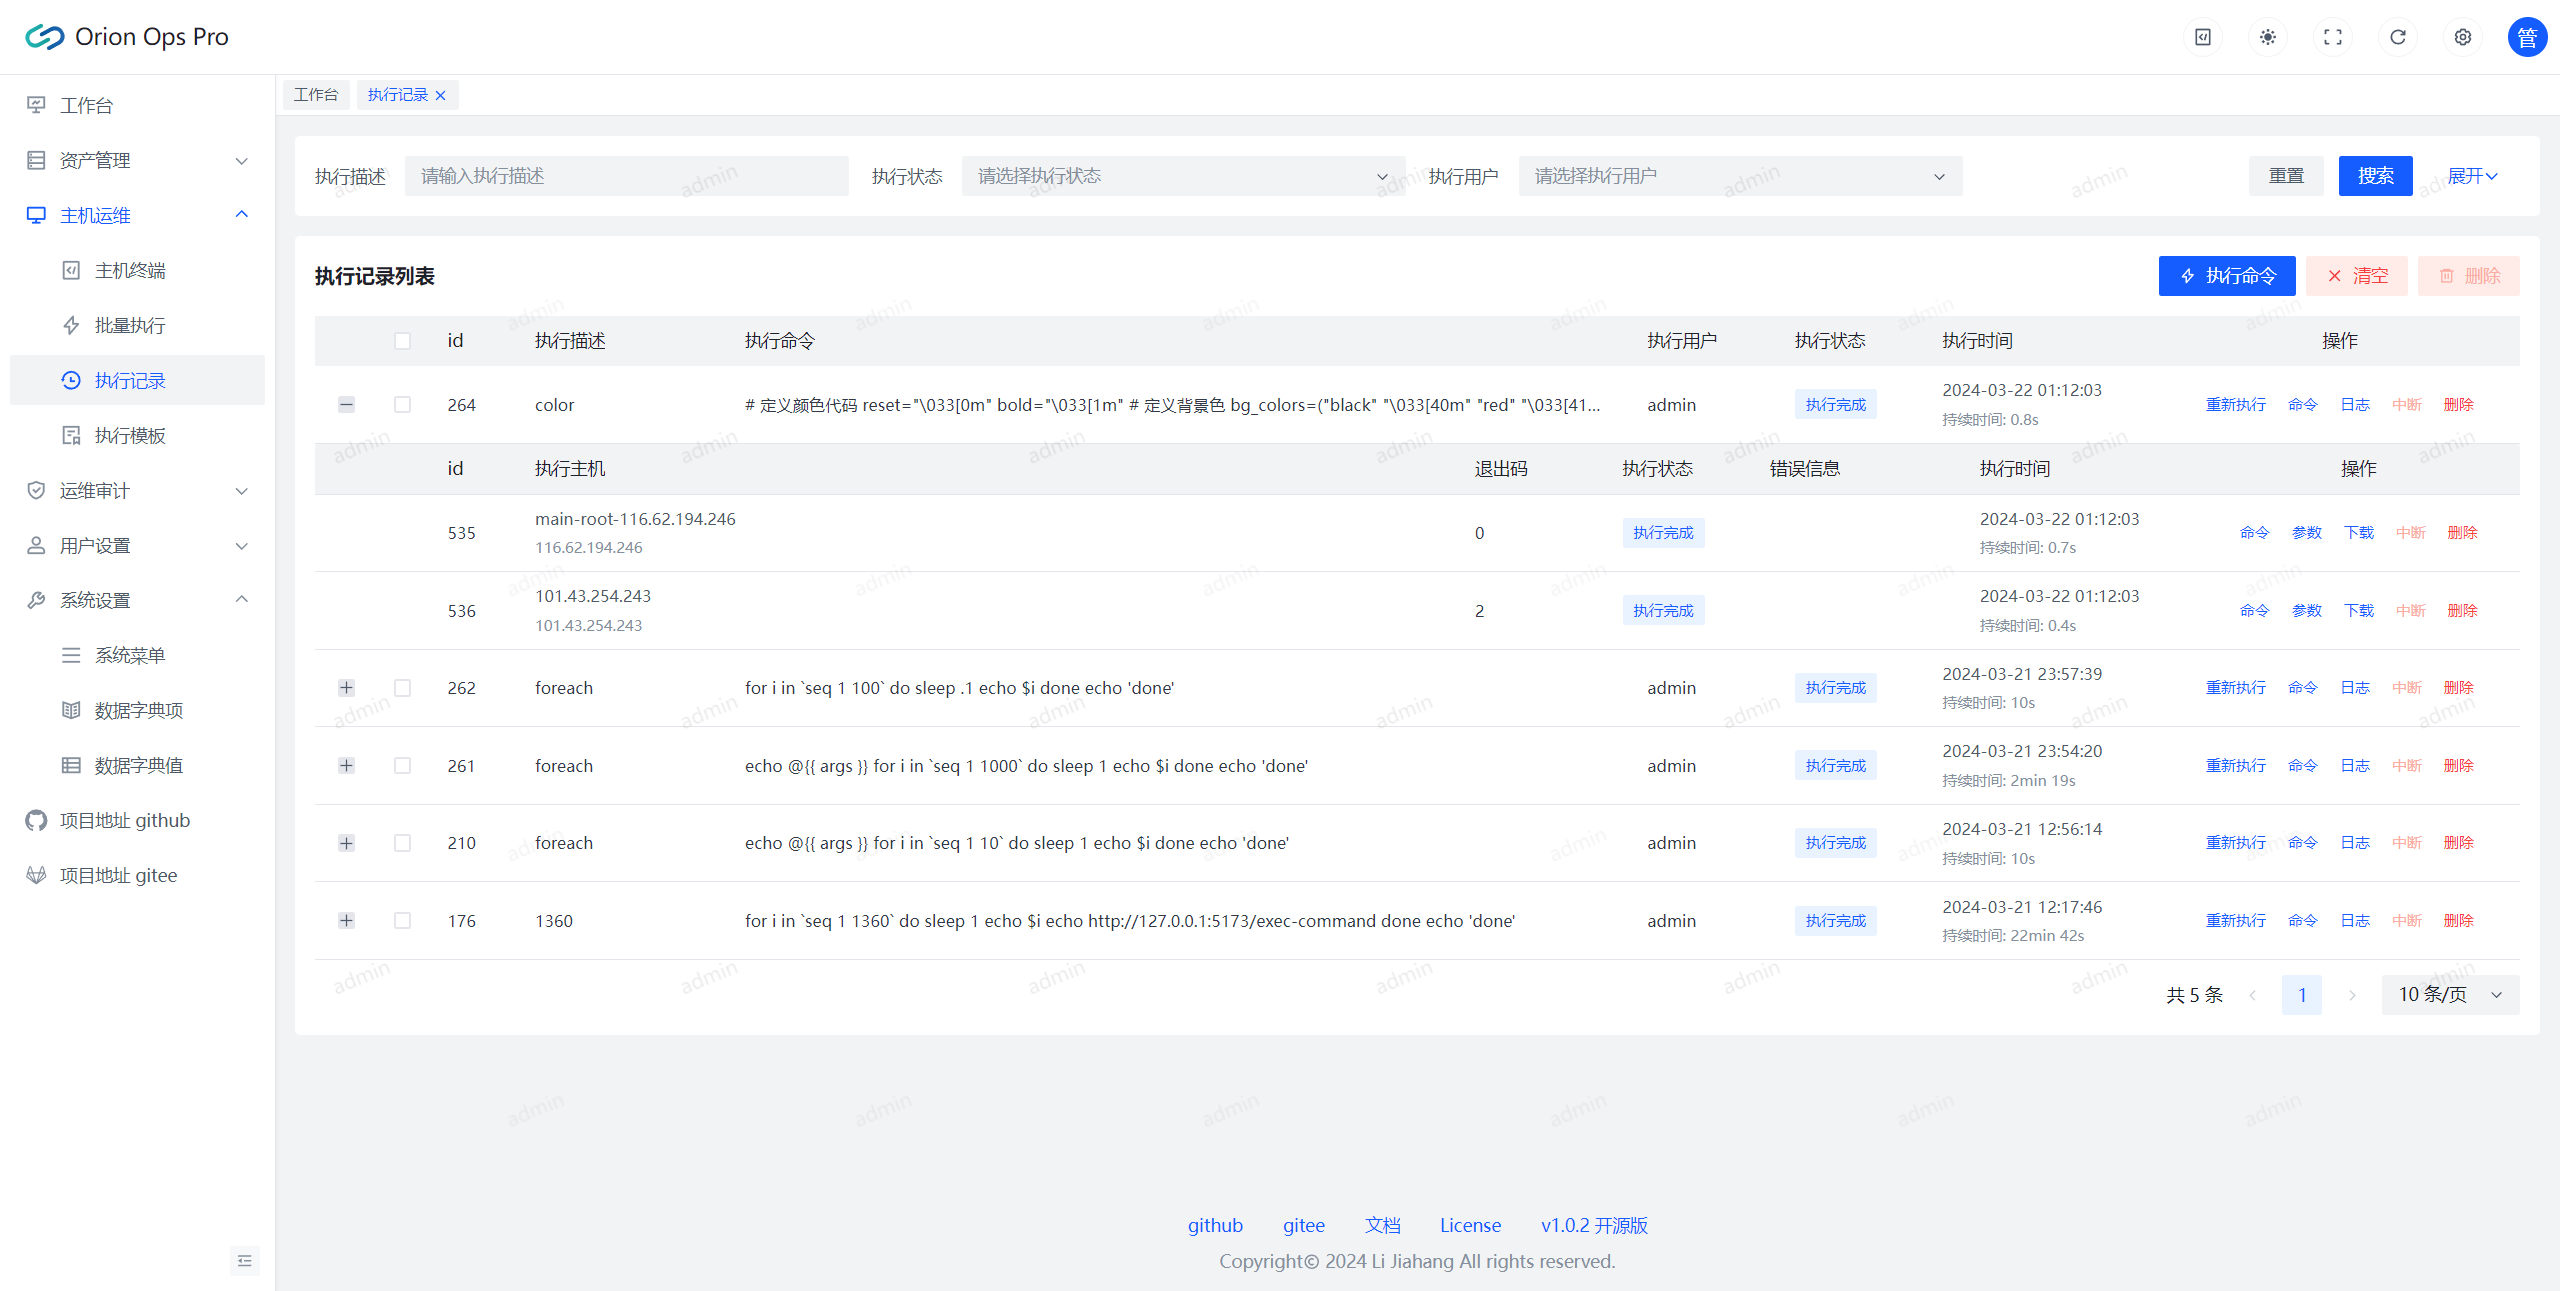 Orion Ops Pro
管
工作台
资产管理
主机运维
主机终端
批量执行
执行记录
执行模板
运维审计
用户设置
系统设置
系统菜单
数据字典项
数据字典值
项目地址 github
项目地址 gitee
工作台 执行记录
执行描述 请输入执行描述 执行状态 请选择执行状态 执行用户 请选择执行用户 重置 搜索 展开
执行记录列表 执行命令 清空 删除
id 执行描述 执行命令 执行用户 执行状态 执行时间 操作
264 color # 定义颜色代码 reset="\033[0m" bold="\033[1m" # 定义背景色 bg_colors=("black" "\033[40m" "red" "\033[41... admin 执行完成 2024-03-22 01:12:03 重新执行 命令 日志 中断 删除
持续时间: 0.8s
id 执行主机 退出码 执行状态 错误信息 执行时间 操作
535 main-root-116.62.194.246 0 执行完成 2024-03-22 01:12:03 命令 参数 下载 中断 删除
116.62.194.246 持续时间: 0.7s
536 101.43.254.243 2 执行完成 2024-03-22 01:12:03 命令 参数 下载 中断 删除
101.43.254.243 持续时间: 0.4s
262 foreach for i in `seq 1 100` do sleep .1 echo $i done echo 'done' admin 执行完成 2024-03-21 23:57:39 重新执行 命令 日志 中断 删除
持续时间: 10s
261 foreach echo @{{ args }} for i in `seq 1 1000` do sleep 1 echo $i done echo 'done' admin 执行完成 2024-03-21 23:54:20 重新执行 命令 日志 中断 删除
持续时间: 2min 19s
210 foreach echo @{{ args }} for i in `seq 1 10` do sleep 1 echo $i done echo 'done' admin 执行完成 2024-03-21 12:56:14 重新执行 命令 日志 中断 删除
持续时间: 10s
176 1360 for i in `seq 1 1360` do sleep 1 echo $i echo http://127.0.0.1:5173/exec-command done echo 'done' admin 执行完成 2024-03-21 12:17:46 重新执行 命令 日志 中断 删除
持续时间: 22min 42s
共 5 条 1 10 条/页
github gitee 文档 License v1.0.2 开源版
Copyright© 2024 Li Jiahang All rights reserved.